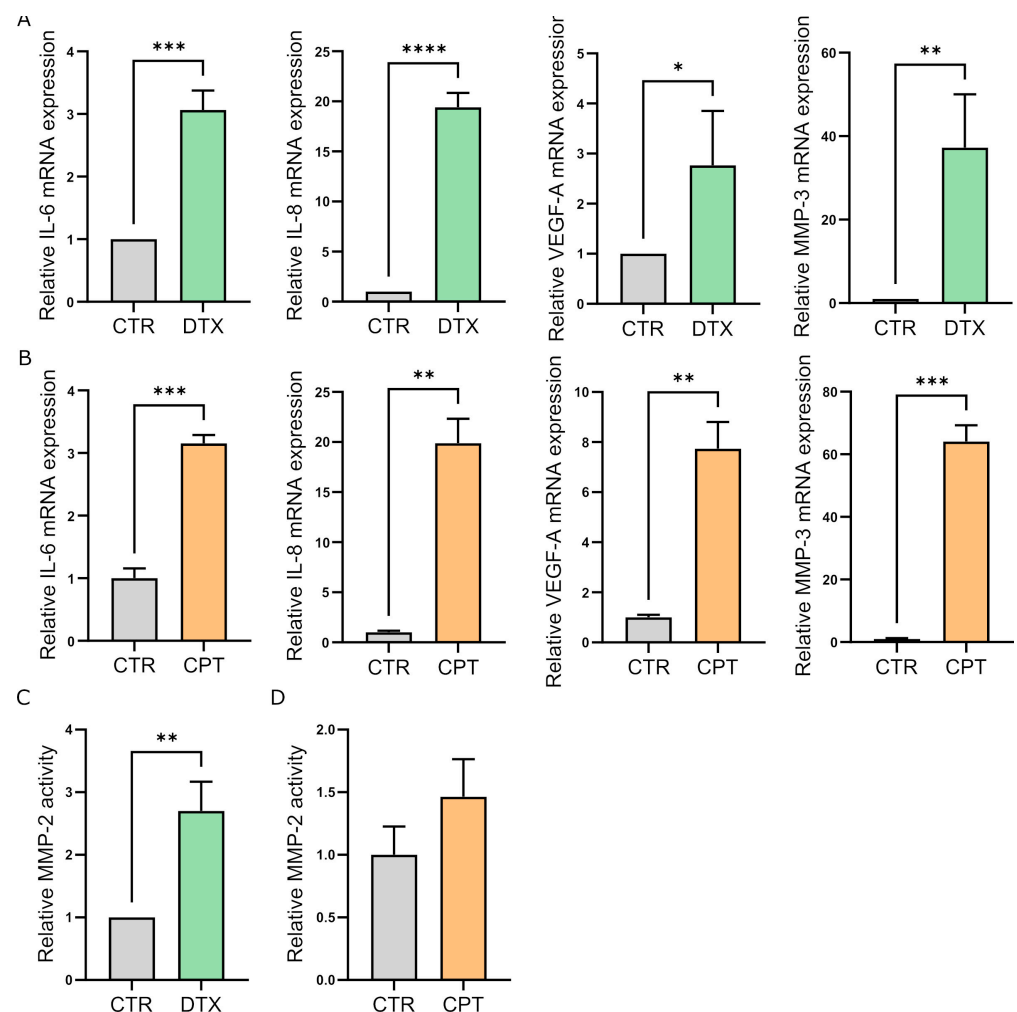 A
Relative IL-6 mRNA expression
4
3
2
1
0
***
CTR DTX
Relative IL-8 mRNA expression
25
20
15
10
5
0
****
CTR DTX
Relative VEGF-A mRNA expression
5
4
3
2
1
0
*
CTR DTX
Relative MMP-3 mRNA expression
60
40
20
0
**
CTR DTX
B
Relative IL-6 mRNA expression
4
3
2
1
0
***
CTR CPT
Relative IL-8 mRNA expression
25
20
15
10
5
0
**
CTR CPT
Relative VEGF-A mRNA expression
10
8
6
4
2
0
**
CTR CPT
Relative MMP-3 mRNA expression
80
60
40
20
0
***
CTR CPT
C
Relative MMP-2 activity
4
3
2
1
0
**
CTR DTX
D
Relative MMP-2 activity
2.0
1.5
1.0
0.5
0.0
CTR CPT